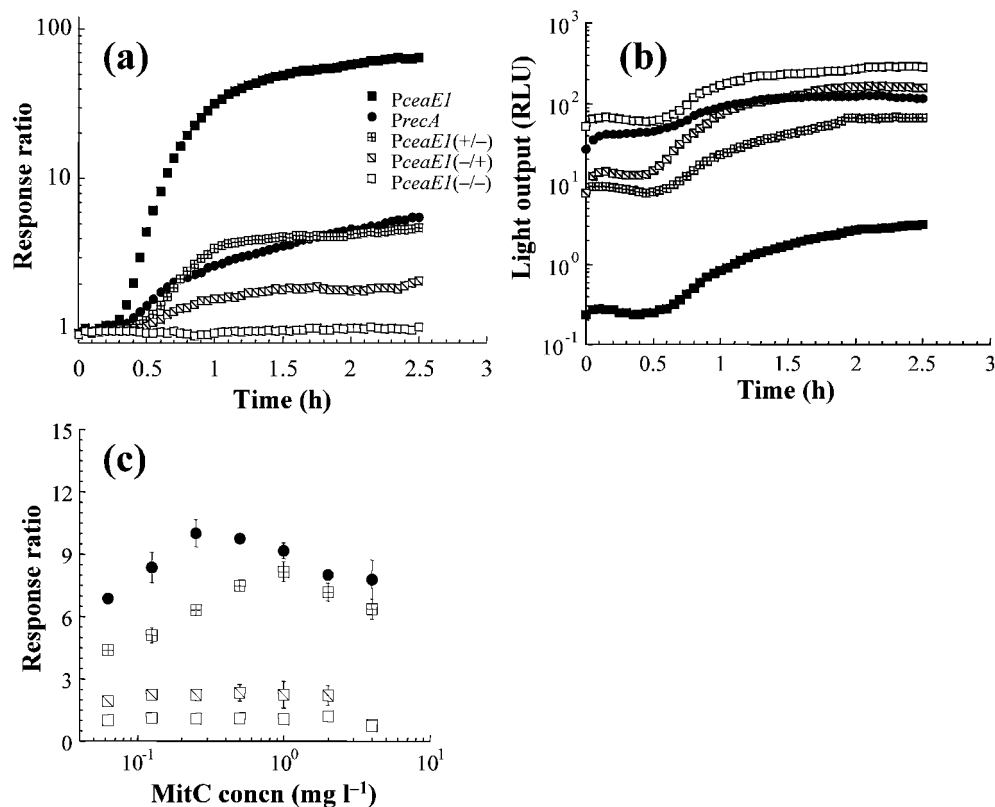 (a)
Response ratio
100
10
1
PceaE1
PrecA
PceaE1(+/–)
PceaE1(–/+)
PceaE1(–/–)
0 0.5 1 1.5 2 2.5 3
Time (h)
(b)
Light output (RLU)
10³
10²
10¹
10⁰
10⁻¹
0 0.5 1 1.5 2 2.5 3
Time (h)
(c)
Response ratio
15
12
9
6
3
0
10⁻¹ 10⁰ 10¹
MitC concn (mg l⁻¹)